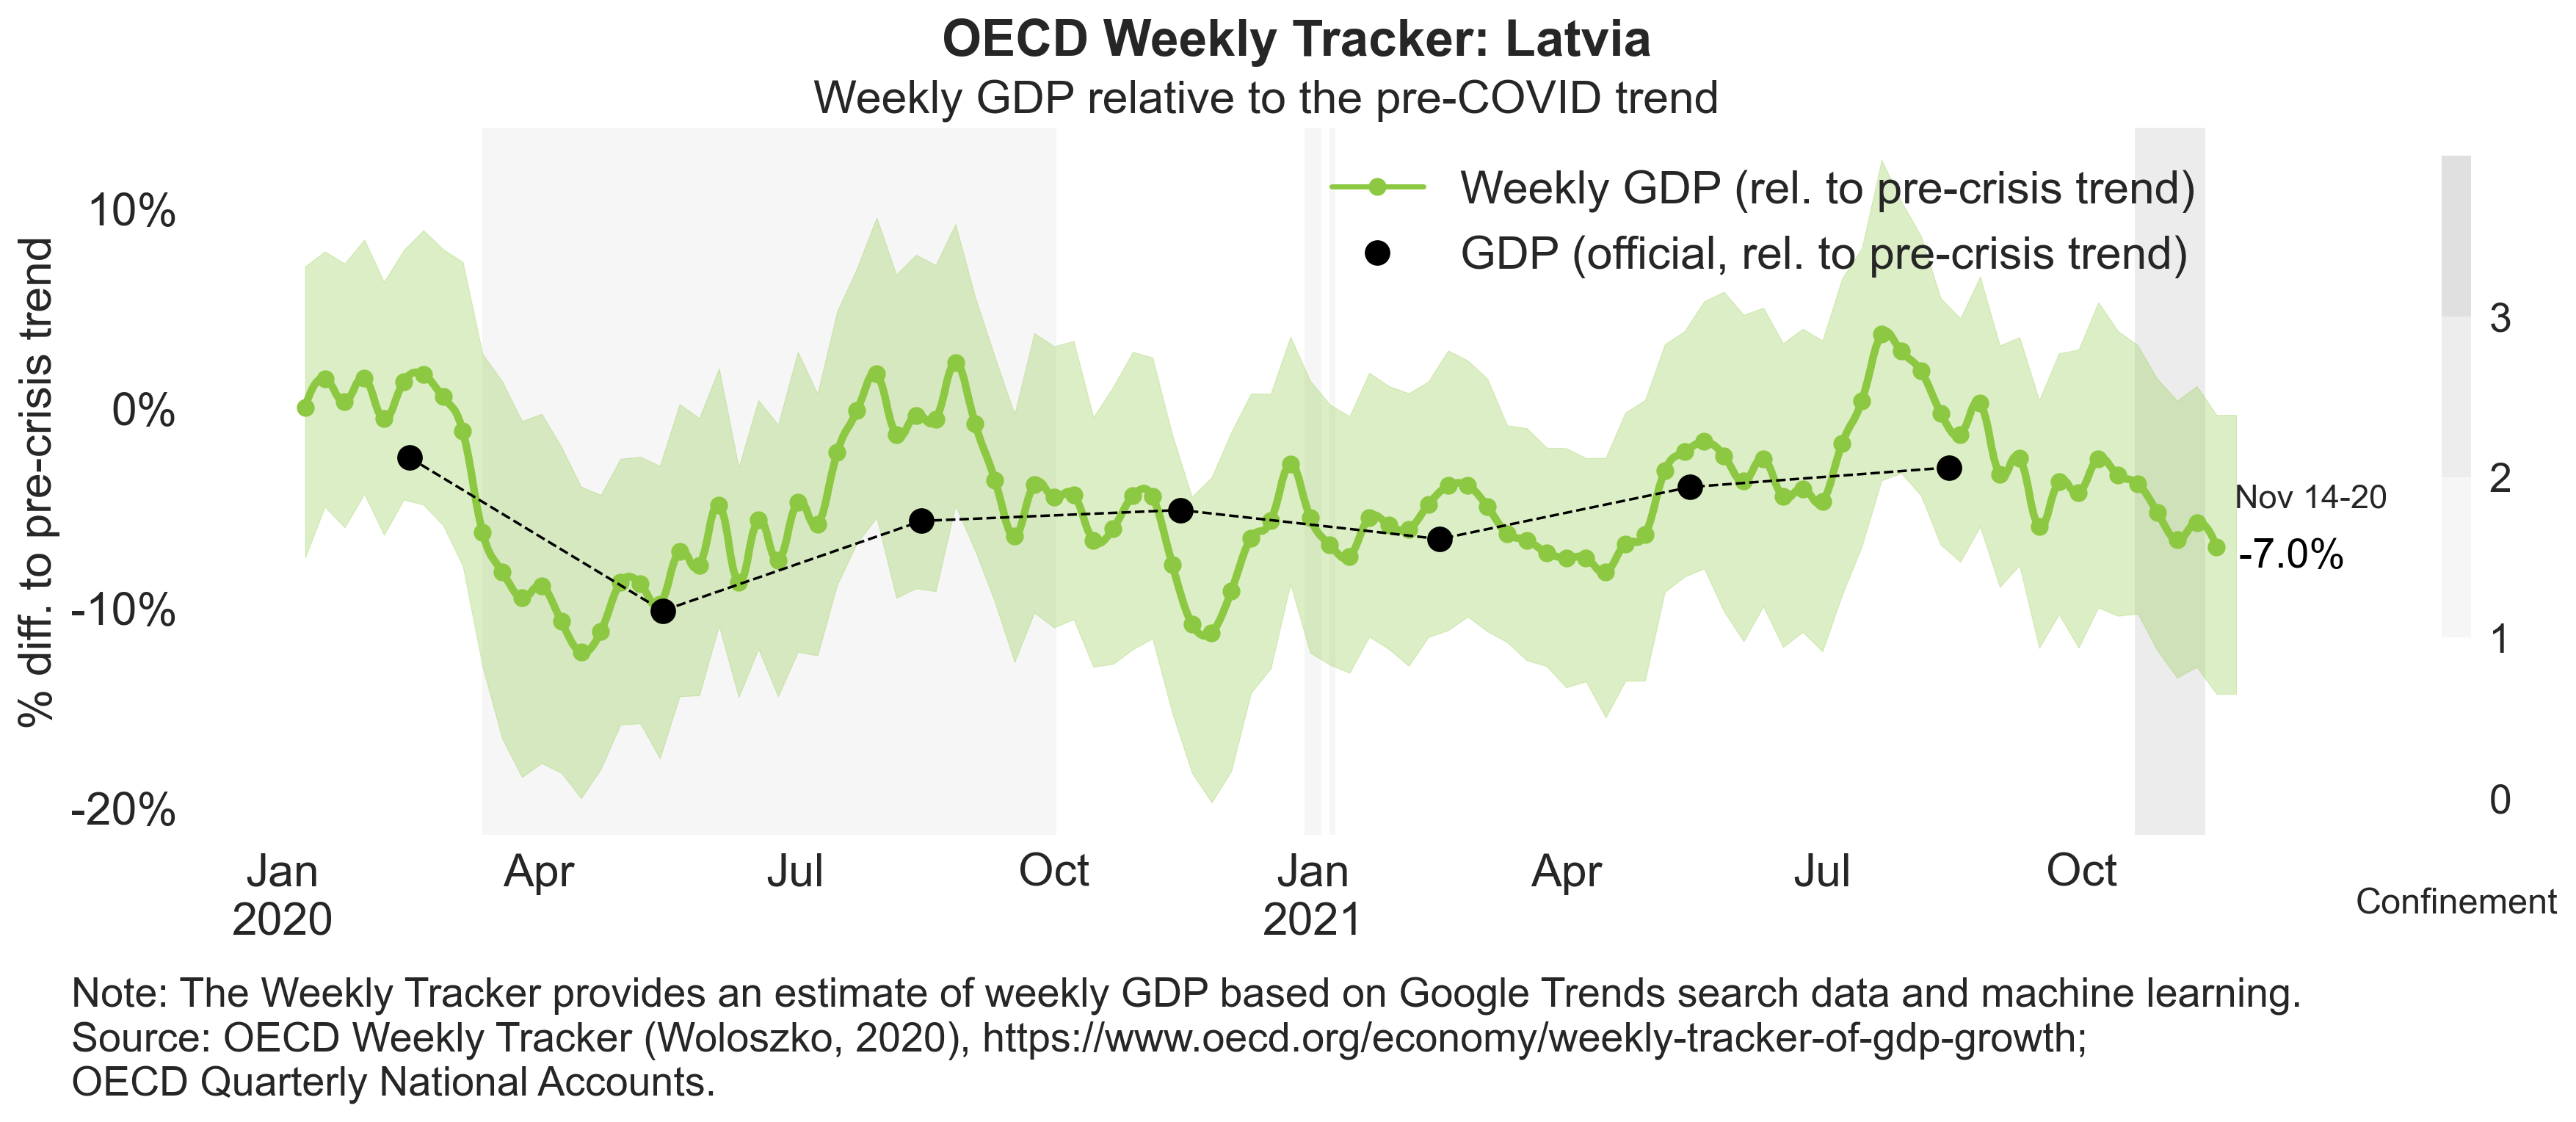 OECD Weekly Tracker: Latvia
Weekly GDP relative to the pre-COVID trend
% diff. to pre-crisis trend
10%
0%
-10%
-20%
Weekly GDP (rel. to pre-crisis trend)
GDP (official, rel. to pre-crisis trend)
Nov 14-20
-7.0%
3
2
1
0
Confinement
Jan Apr Jul Oct Jan Apr Jul Oct
2020 2021
Note: The Weekly Tracker provides an estimate of weekly GDP based on Google Trends search data and machine learning.
Source: OECD Weekly Tracker (Woloszko, 2020), https://www.oecd.org/economy/weekly-tracker-of-gdp-growth;
OECD Quarterly National Accounts.